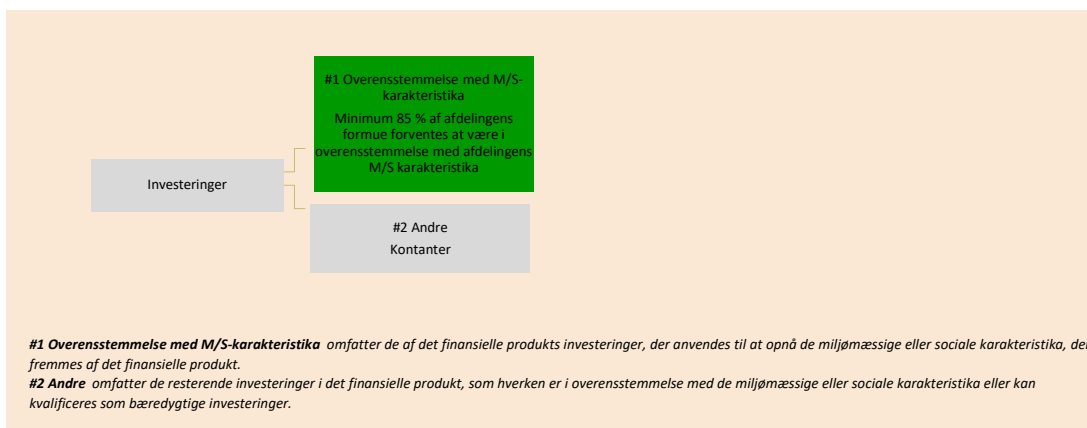 #1 Overensstemmelse med M/S-
karakteristika
Minimum 85 % af afdelingens
formue forventes at være i
overensstemmelse med afdelingens
M/S karakteristika
Investeringer
#2 Andre
Kontanter
#1 Overensstemmelse med M/S-karakteristika omfatter de af det finansielle produkts investeringer, der anvendes til at opnå de miljømæssige eller sociale karakteristika, de
fremmes af det finansielle produkt.
#2 Andre omfatter de resterende investeringer i det finansielle produkt, som hverken er i overensstemmelse med de miljømæssige eller sociale karakteristika eller kan
kvalificeres som bæredygtige investeringer.